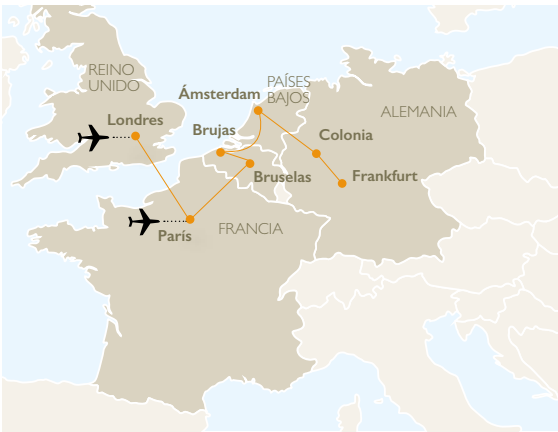 REINO
UNIDO
PAÍSES
BAJOS
Ámsterdam
ALEMANIA
Londres
Brujas
Colonia
Bruselas
Frankfurt
París
FRANCIA